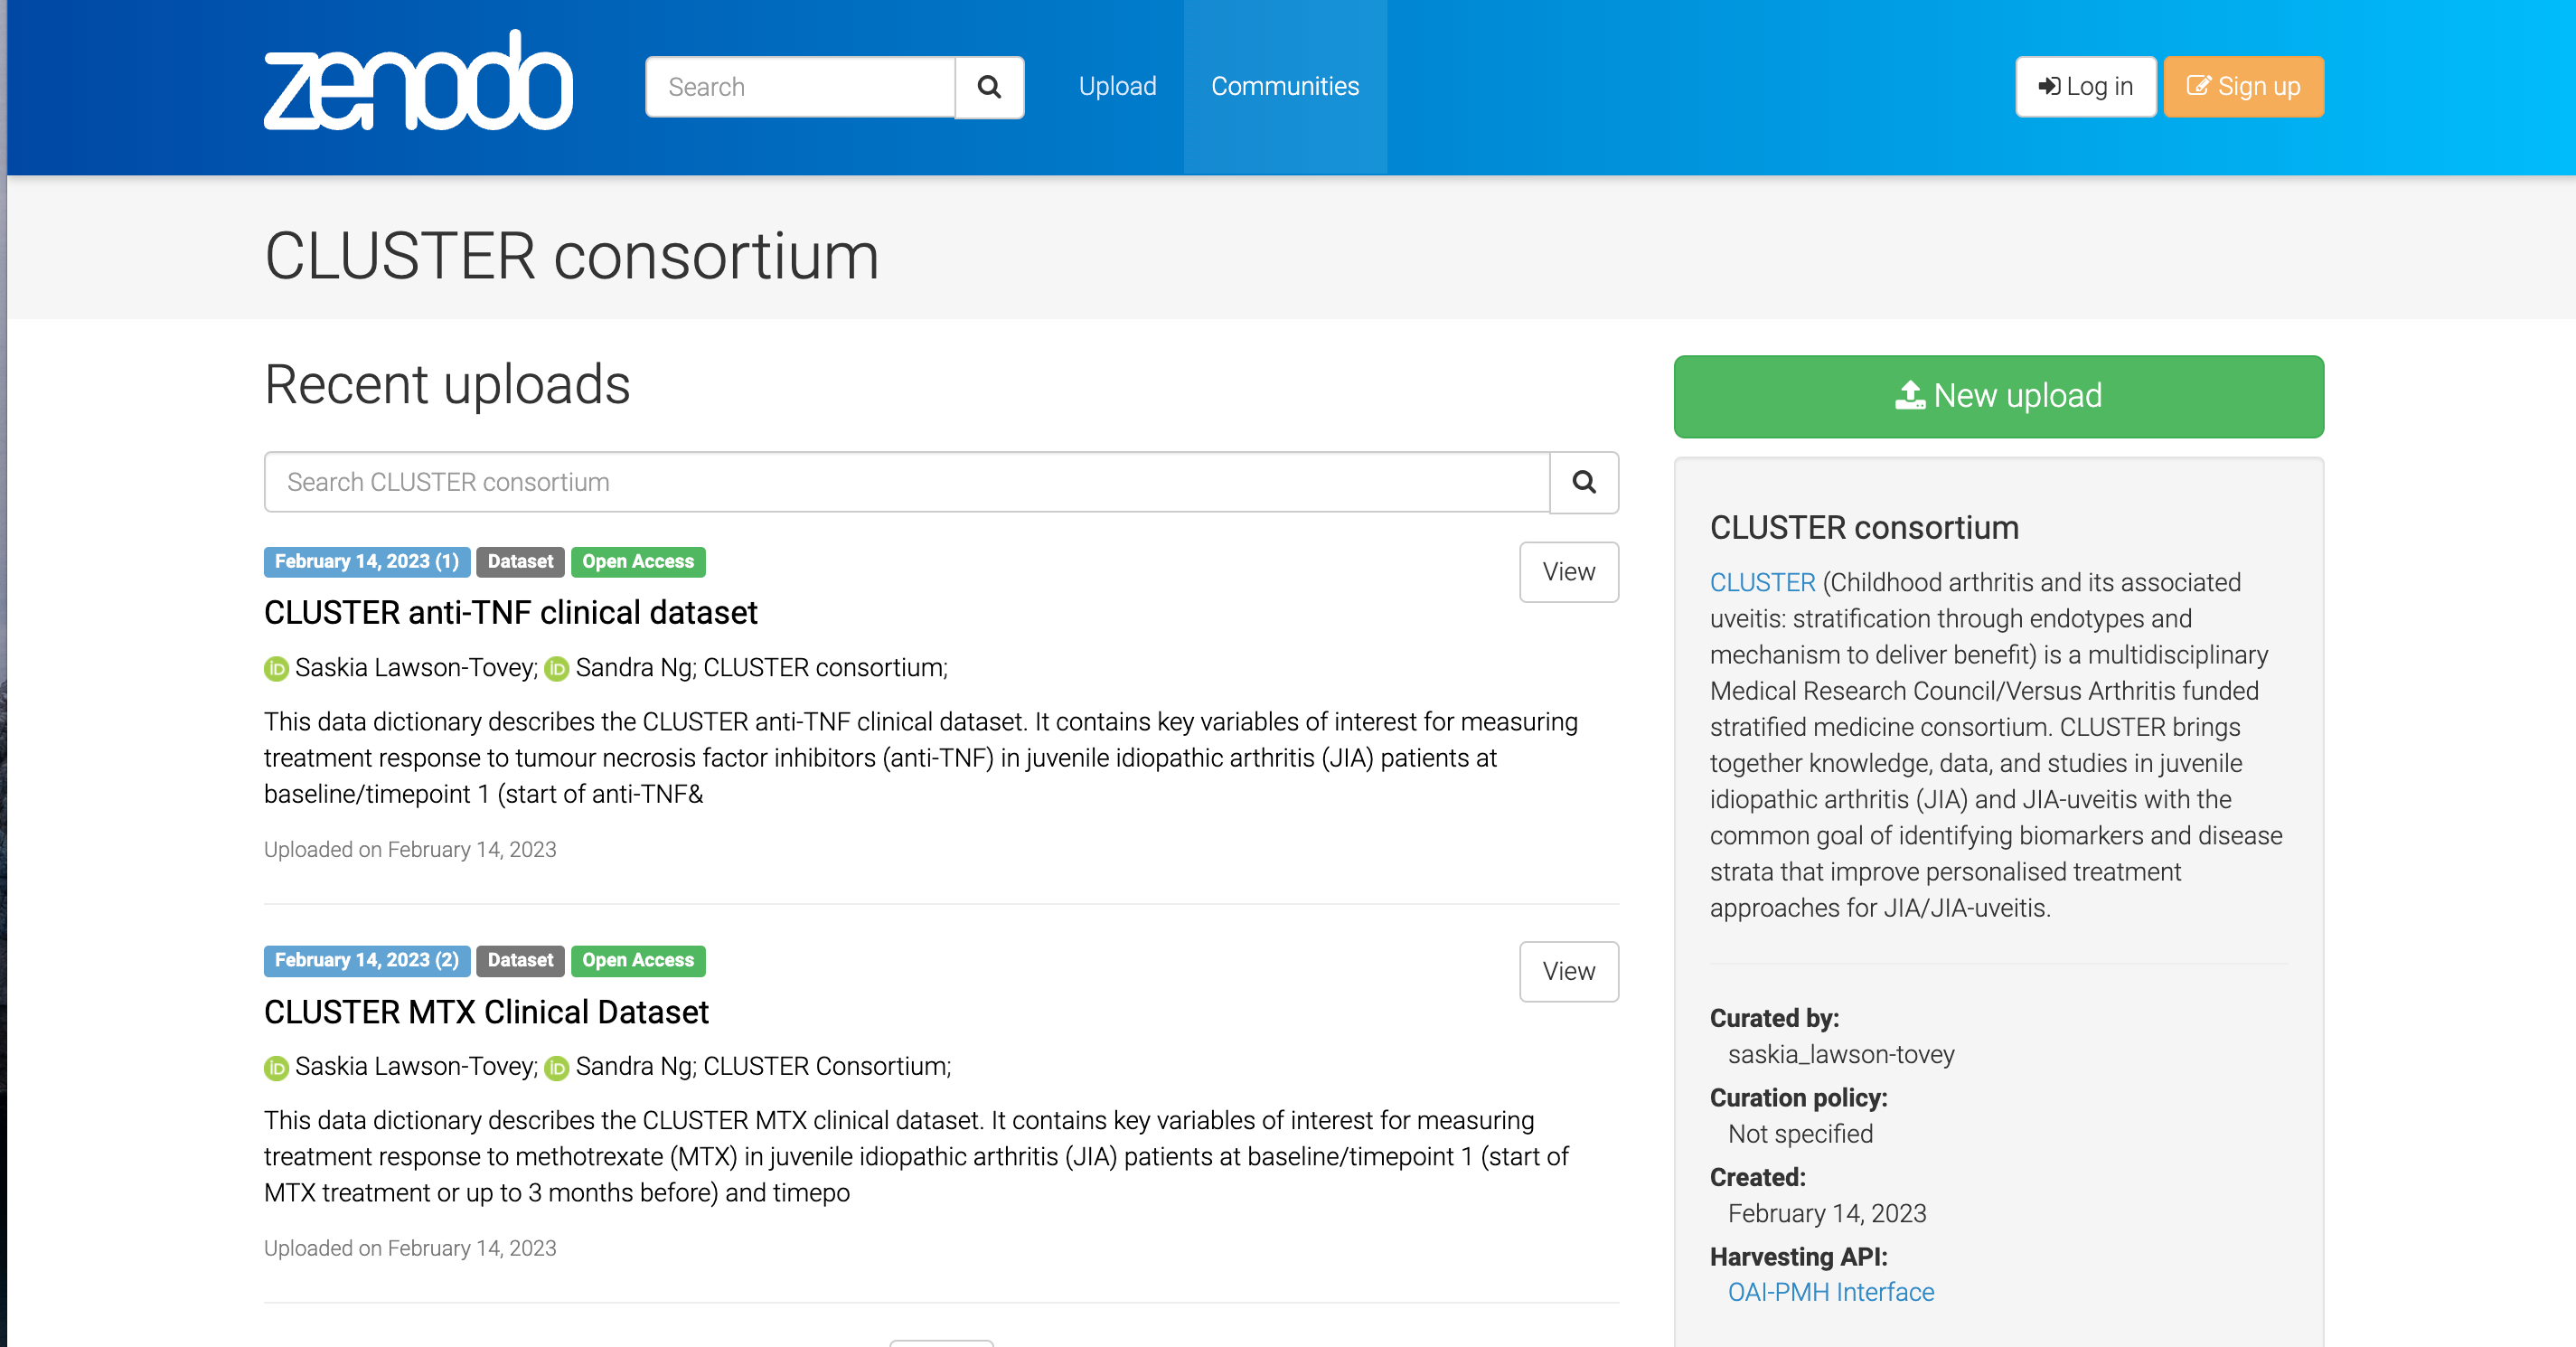 zenodo
Search
Upload
Communities
Log in
Sign up
CLUSTER consortium
Recent uploads
Search CLUSTER consortium
February 14, 2023 (1) Dataset Open Access
View
CLUSTER anti-TNF clinical dataset
iD Saskia Lawson-Tovey; iD Sandra Ng; CLUSTER consortium;
This data dictionary describes the CLUSTER anti-TNF clinical dataset. It contains key variables of interest for measuring
treatment response to tumour necrosis factor inhibitors (anti-TNF) in juvenile idiopathic arthritis (JIA) patients at
baseline/timepoint 1 (start of anti-TNF&
Uploaded on February 14, 2023
February 14, 2023 (2) Dataset Open Access
View
CLUSTER MTX Clinical Dataset
iD Saskia Lawson-Tovey; iD Sandra Ng; CLUSTER Consortium;
This data dictionary describes the CLUSTER MTX clinical dataset. It contains key variables of interest for measuring
treatment response to methotrexate (MTX) in juvenile idiopathic arthritis (JIA) patients at baseline/timepoint 1 (start of
MTX treatment or up to 3 months before) and timepo
Uploaded on February 14, 2023
New upload
CLUSTER consortium
CLUSTER (Childhood arthritis and its associated
uveitis: stratification through endotypes and
mechanism to deliver benefit) is a multidisciplinary
Medical Research Council/Versus Arthritis funded
stratified medicine consortium. CLUSTER brings
together knowledge, data, and studies in juvenile
idiopathic arthritis (JIA) and JIA-uveitis with the
common goal of identifying biomarkers and disease
strata that improve personalised treatment
approaches for JIA/JIA-uveitis.
Curated by:
saskia_lawson-tovey
Curation policy:
Not specified
Created:
February 14, 2023
Harvesting API:
OAI-PMH Interface